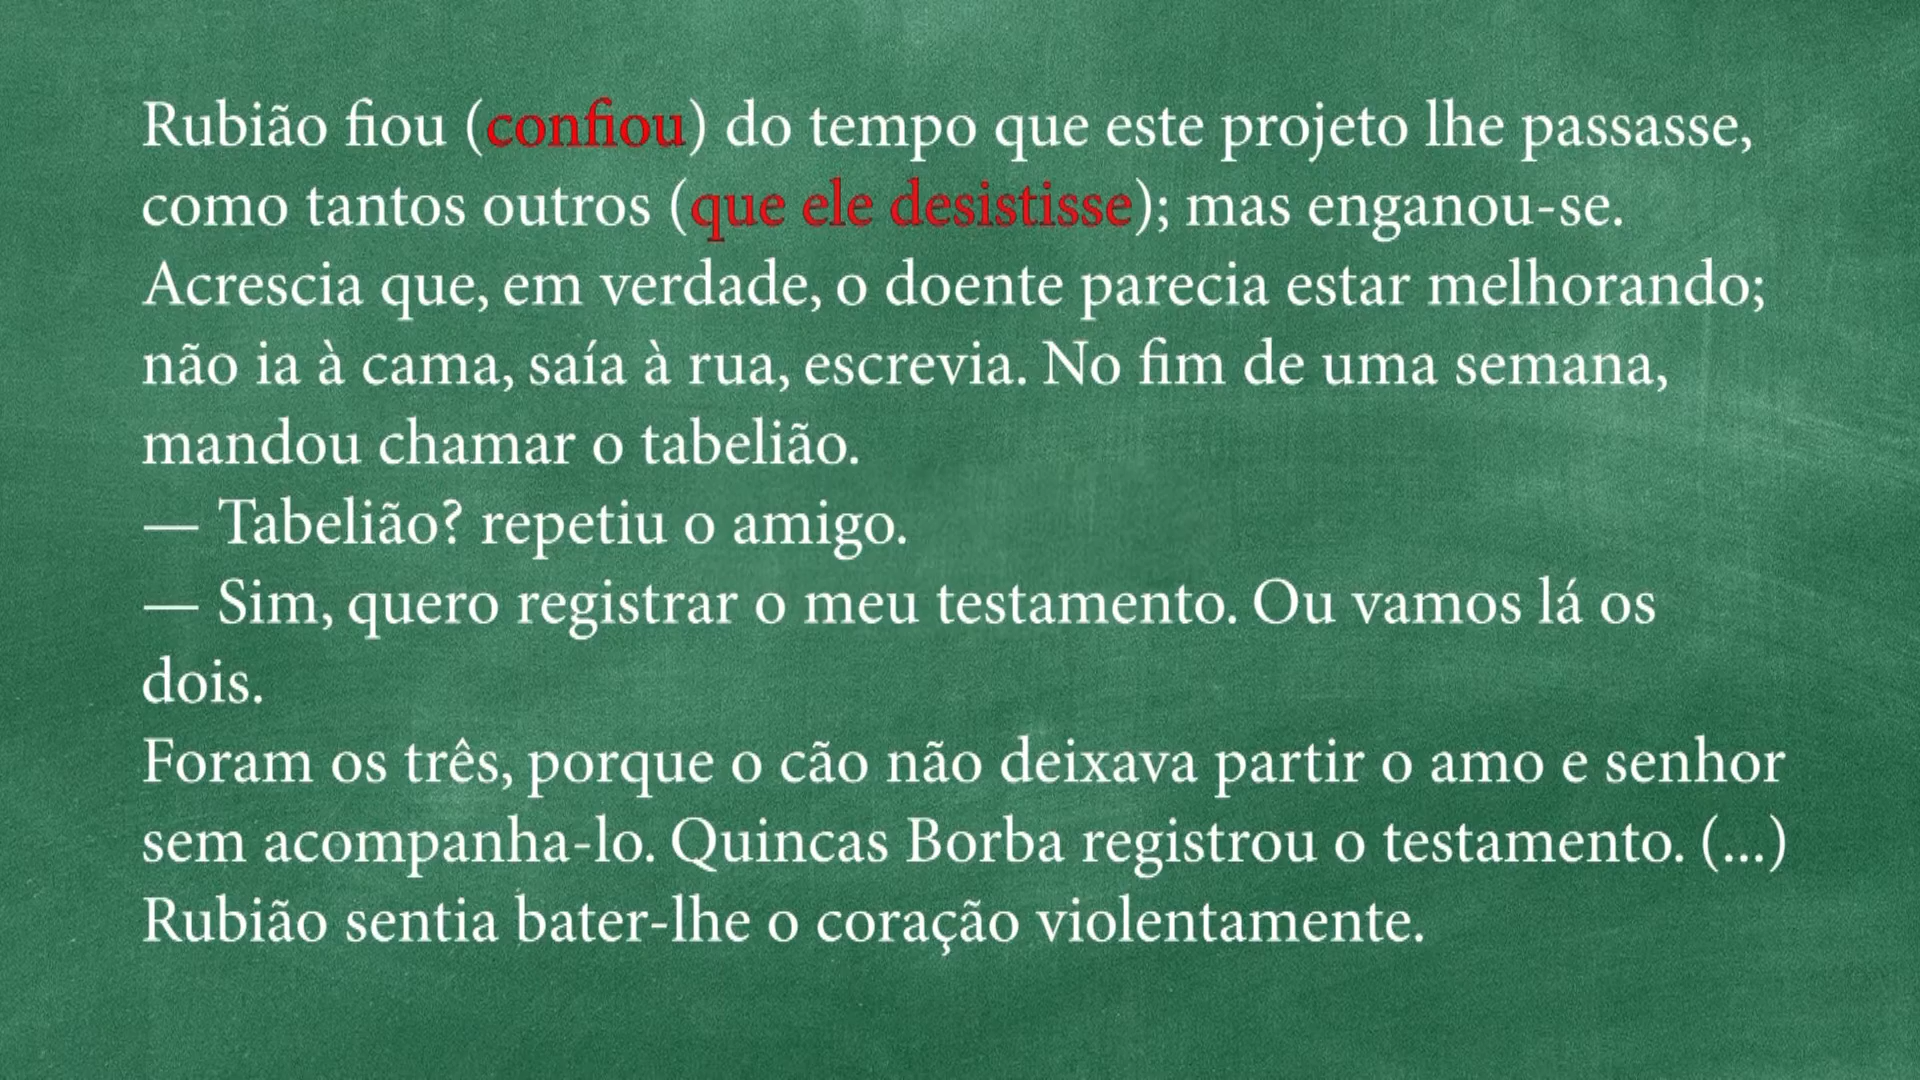 Rubião fiou (confiou) do tempo que este projeto lhe passasse,
como tantos outros (que ele desistisse); mas enganou-se.
Acrescia que, em verdade, o doente parecia estar melhorando;
não ia à cama, saía à rua, escrevia. No fim de uma semana,
mandou chamar o tabelião.
— Tabelião? repetiu o amigo.
— Sim, quero registrar o meu testamento. Ou vamos lá os
dois.
Foram os três, porque o cão não deixava partir o amo e senhor
sem acompanha-lo. Quincas Borba registrou o testamento. (...)
Rubião sentia bater-lhe o coração violentamente.